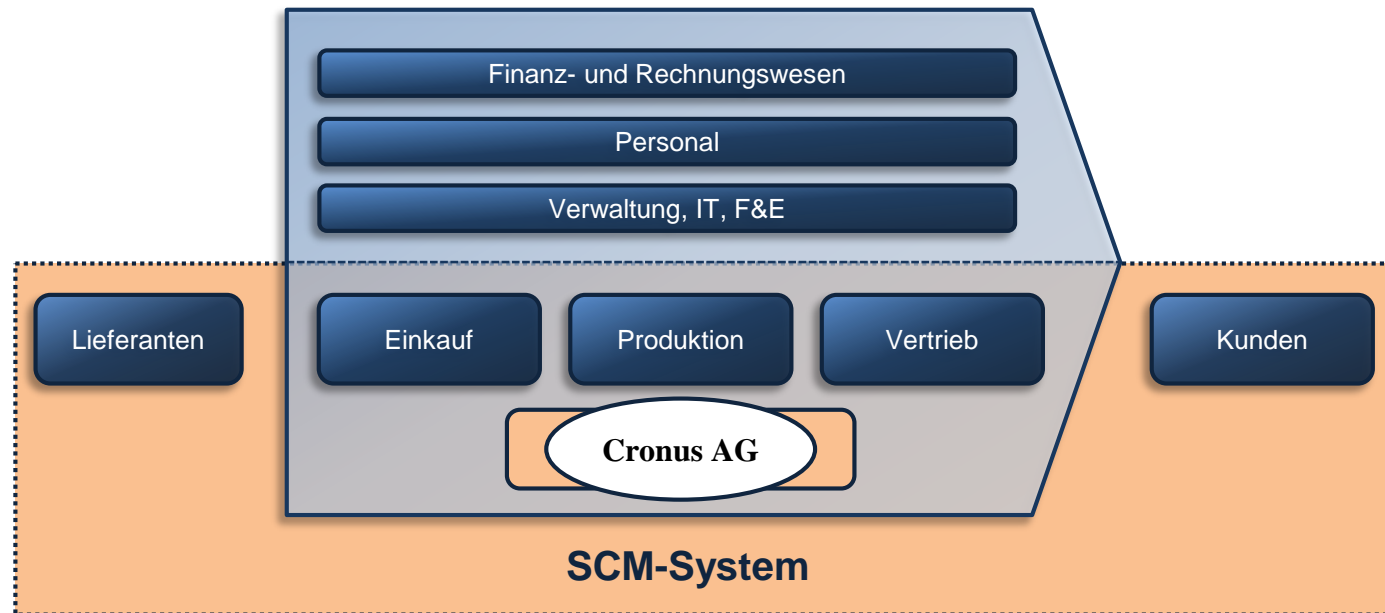 Finanz- und Rechnungswesen
Personal
Verwaltung, IT, F&E
Lieferanten
Einkauf
Produktion
Vertrieb
Kunden
Cronus AG
SCM-System